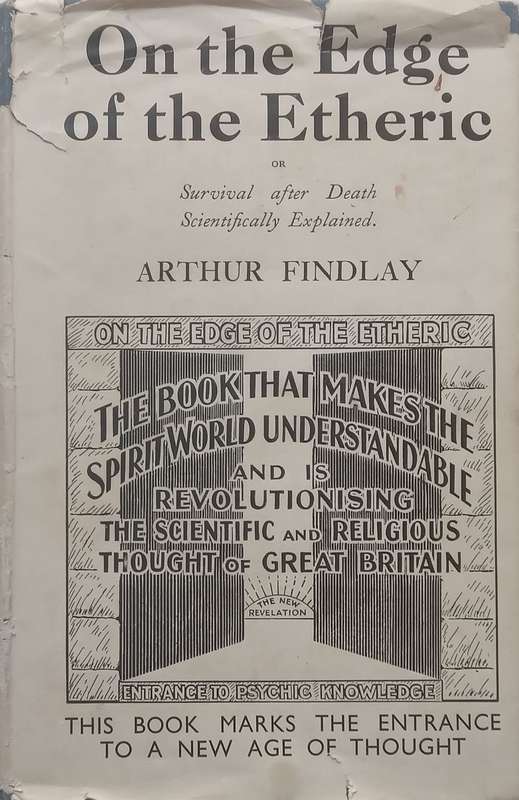 On the Edge
of the Etheric
OR
Survival after Death
Scientifically Explained.
ARTHUR FINDLAY
ON THE EDGE OF THE ETHERIC
THE BOOK THAT MAKES THE
SPIRIT WORLD UNDERSTANDABLE
AND IS
REVOLUTIONISING
THE SCIENTIFIC AND RELIGIOUS
THOUGHT OF GREAT BRITAIN
THE NEW
REVELATION
ENTRANCE TO PSYCHIC KNOWLEDGE
THIS BOOK MARKS THE ENTRANCE
TO A NEW AGE OF THOUGHT